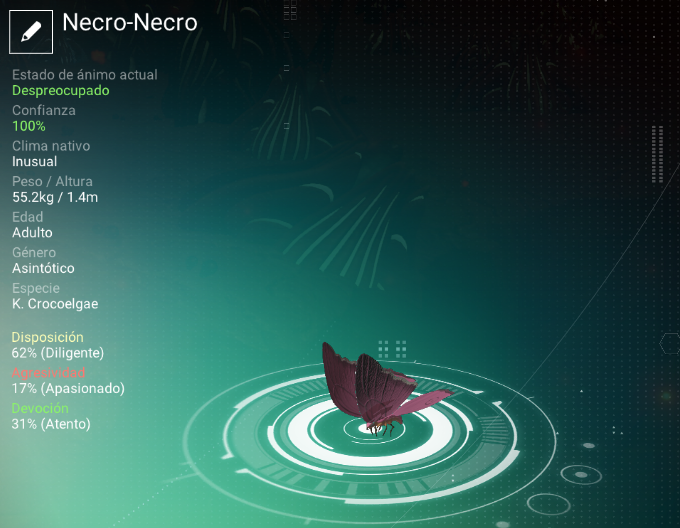 Necro-Necro
Estado de ánimo actual
Despreocupado
Confianza
100%
Clima nativo
Inusual
Peso / Altura
55.2kg / 1.4m
Edad
Adulto
Género
Asintótico
Especie
K. Crocoelgae
Disposición
62% (Diligente)
Agresividad
17% (Apasionado)
Devoción
31% (Atento)